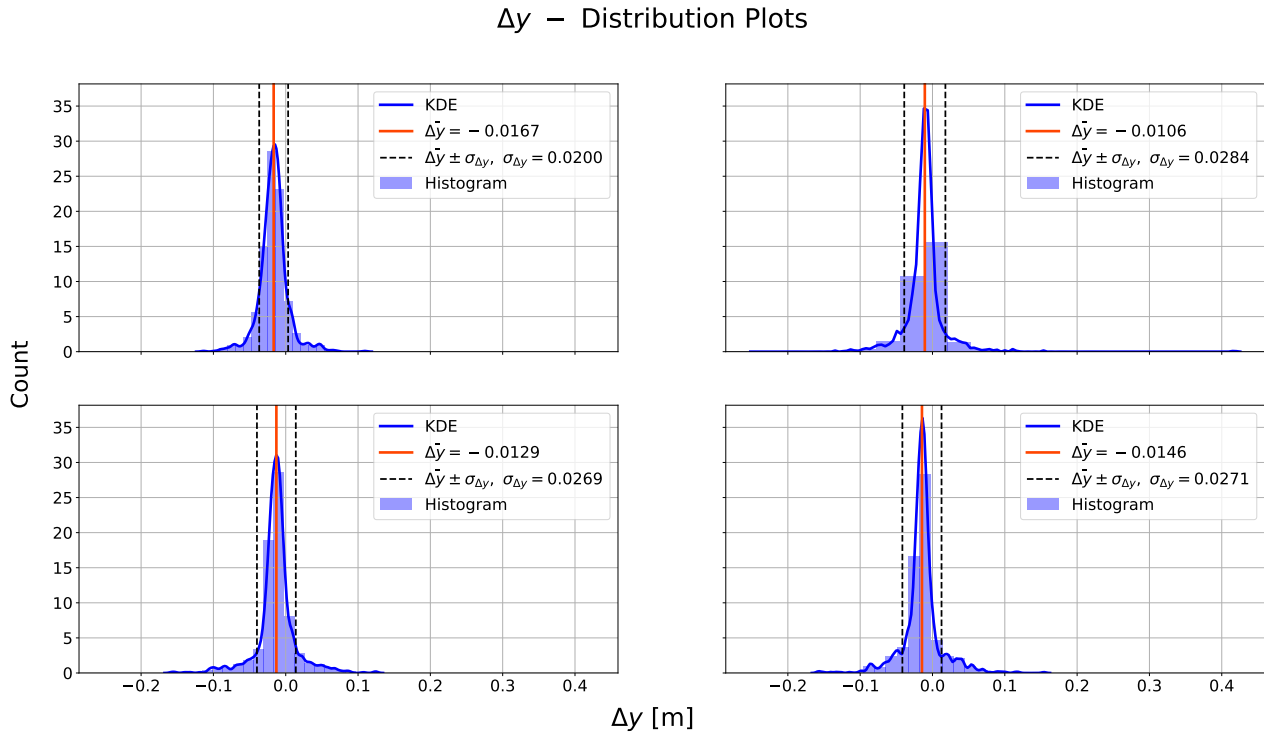 Δy − Distribution Plots
Count
35
30
25
20
15
10
5
0
KDE
Δȳ = −0.0167
Δȳ ± σΔy, σΔy = 0.0200
Histogram
KDE
Δȳ = −0.0106
Δȳ ± σΔy, σΔy = 0.0284
Histogram
35
30
25
20
15
10
5
0
KDE
Δȳ = −0.0129
Δȳ ± σΔy, σΔy = 0.0269
Histogram
−0.2 −0.1 0.0 0.1 0.2 0.3 0.4
KDE
Δȳ = −0.0146
Δȳ ± σΔy, σΔy = 0.0271
Histogram
−0.2 −0.1 0.0 0.1 0.2 0.3 0.4
Δy [m]